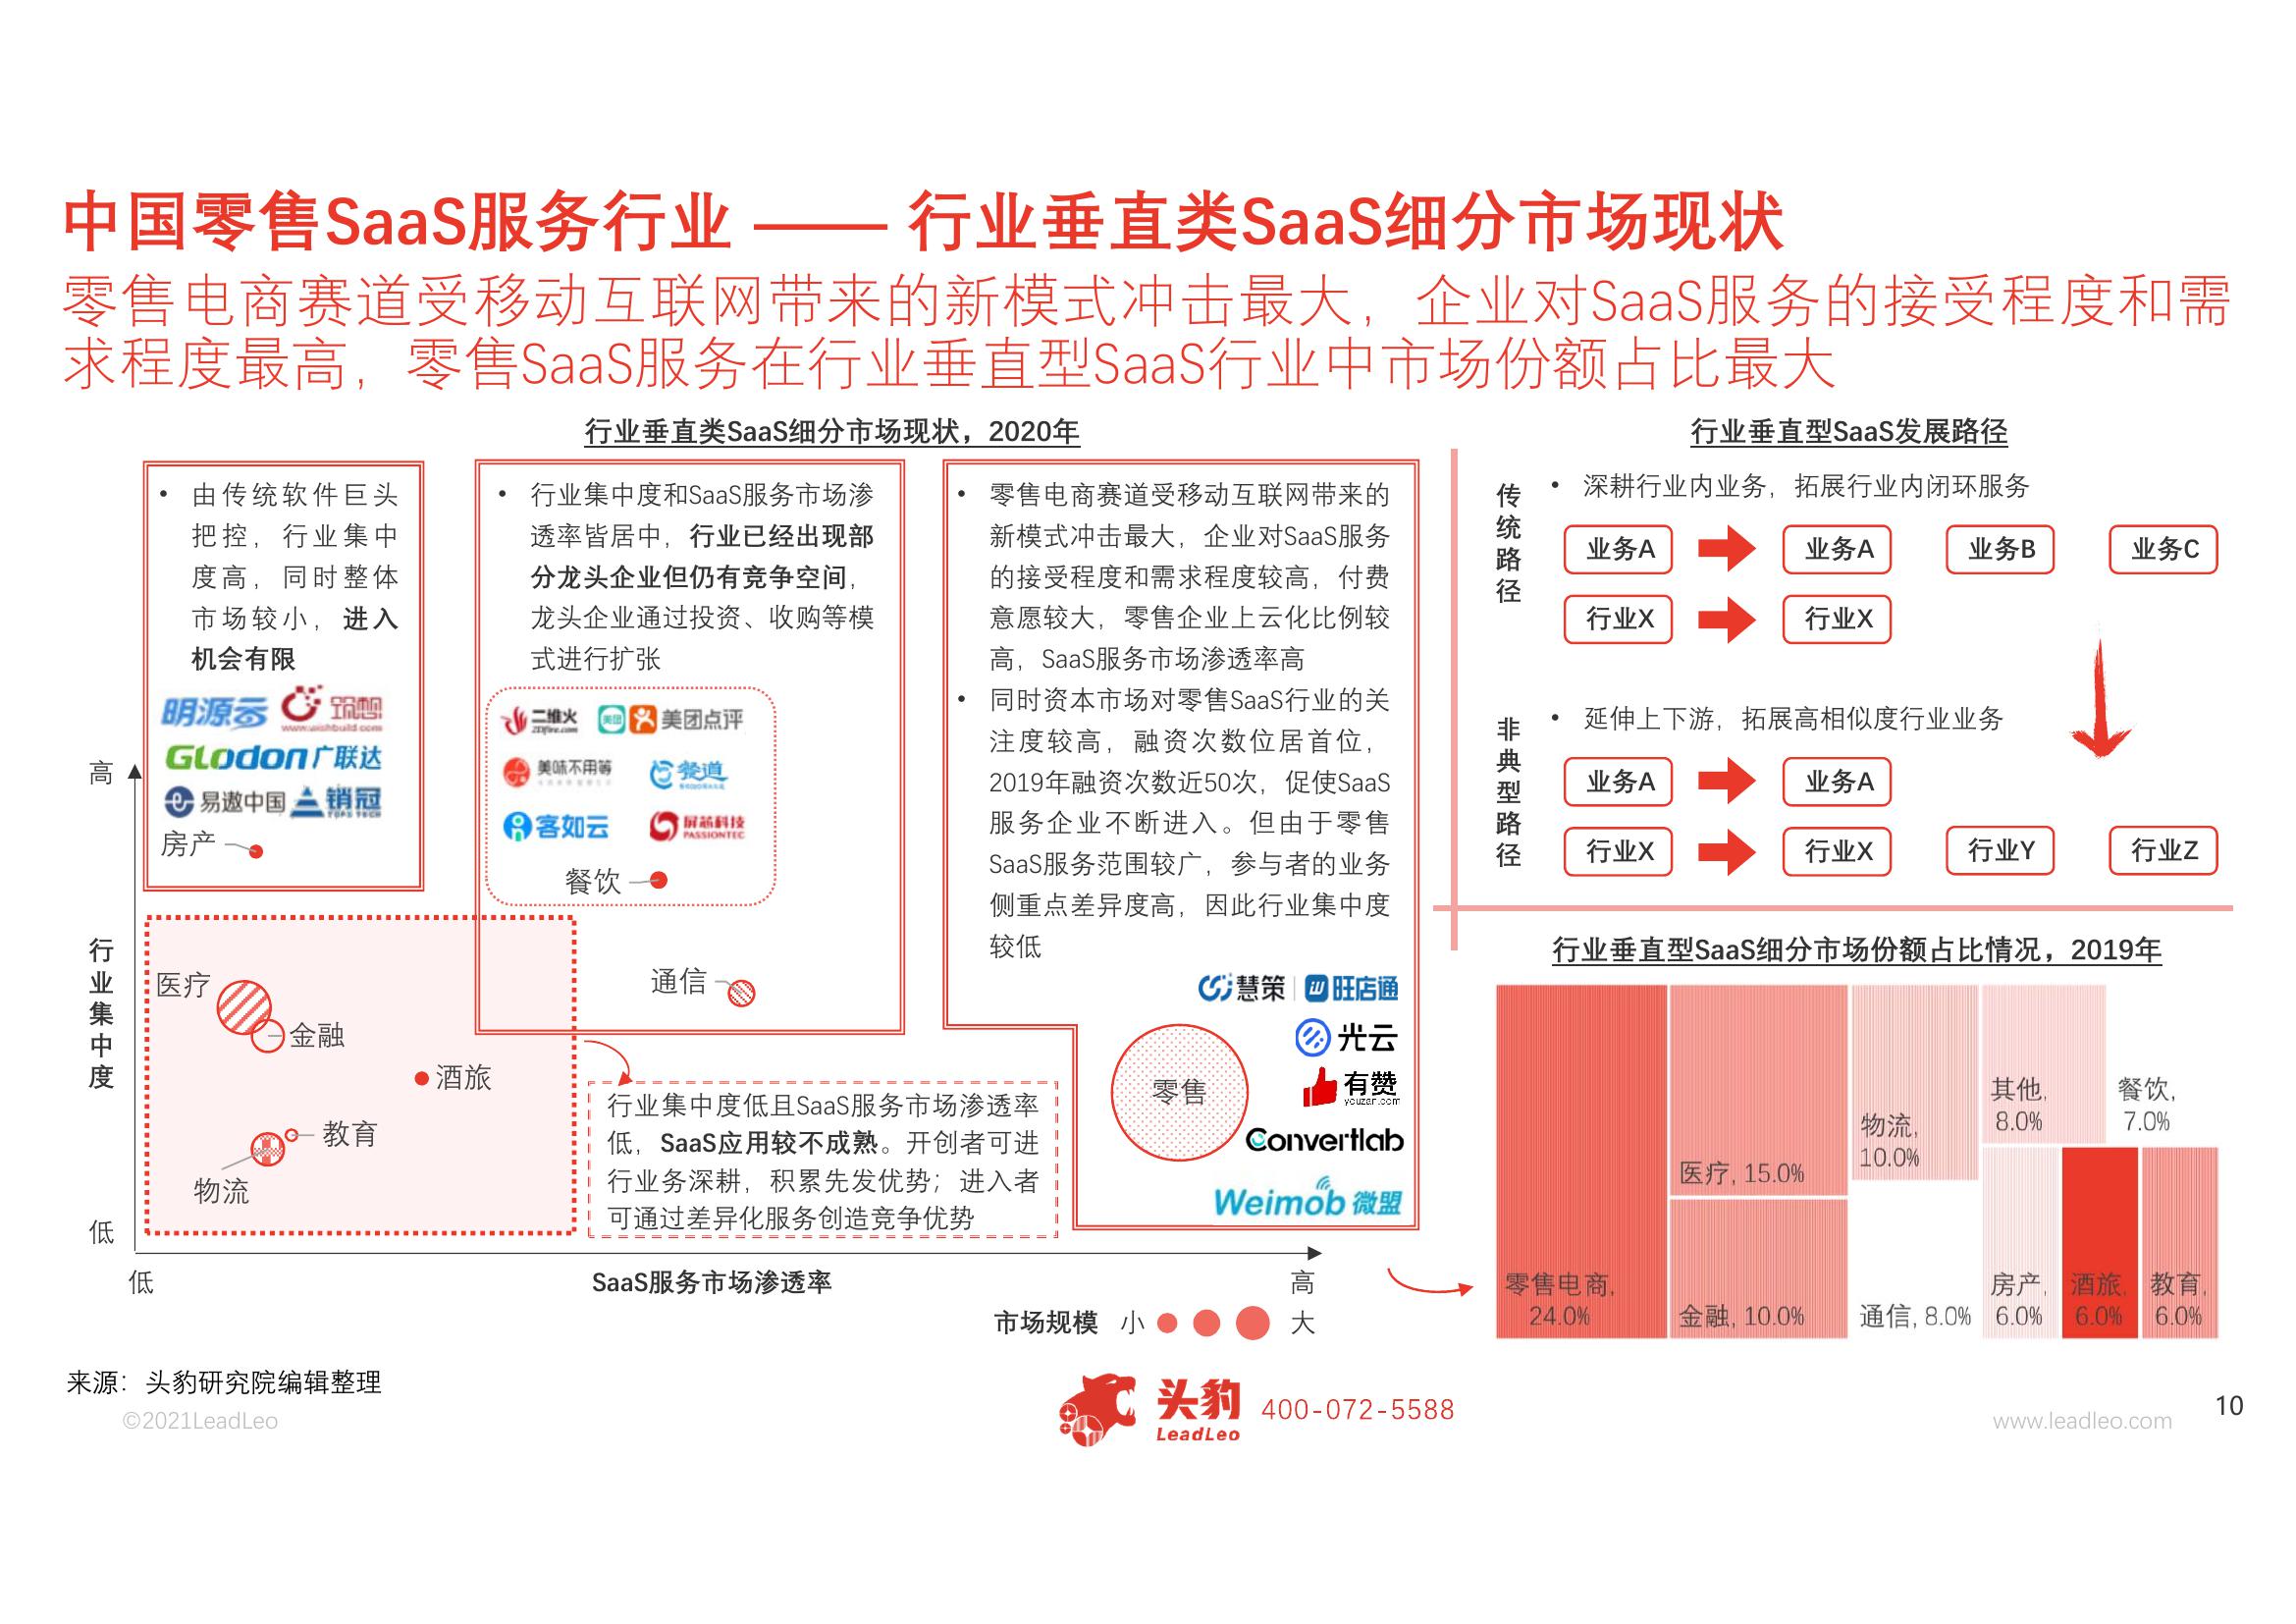 中国零售SaaS服务行业 —— 行业垂直类SaaS细分市场现状
零售电商赛道受移动互联网带来的新模式冲击最大，企业对SaaS服务的接受程度和需
求程度最高，零售SaaS服务在行业垂直型SaaS行业中市场份额占比最大
行业垂直类SaaS细分市场现状，2020年
• 由传统软件巨头
把控，行业集中
度高，同时整体
市场较小，进入
机会有限
明源云
筑想
www.wishbuild.com
GLodon广联达
易遨中国
销冠
TOPS TECH
房产
• 行业集中度和SaaS服务市场渗
透率皆居中，行业已经出现部
分龙头企业但仍有竞争空间，
龙头企业通过投资、收购等模
式进行扩张
二维火
2Dfire.com
美团
美团点评
美味不用等
餐道
客如云
屏芯科技
PASSIONTEC
餐饮
通信
• 零售电商赛道受移动互联网带来的
新模式冲击最大，企业对SaaS服务
的接受程度和需求程度较高，付费
意愿较大，零售企业上云化比例较
高，SaaS服务市场渗透率高
• 同时资本市场对零售SaaS行业的关
注度较高，融资次数位居首位，
2019年融资次数近50次，促使SaaS
服务企业不断进入。但由于零售
SaaS服务范围较广，参与者的业务
侧重点差异度高，因此行业集中度
较低
慧策
旺店通
光云
有赞
youzan.com
Convertlab
Weimob 微盟
零售
高
行业集中度
低
医疗
金融
酒旅
教育
物流
行业集中度低且SaaS服务市场渗透率
低，SaaS应用较不成熟。开创者可进
行业务深耕，积累先发优势；进入者
可通过差异化服务创造竞争优势
低
SaaS服务市场渗透率
高
市场规模 小 大
行业垂直型SaaS发展路径
传统路径
• 深耕行业内业务，拓展行业内闭环服务
业务A 业务A 业务B 业务C
行业X 行业X
非典型路径
• 延伸上下游，拓展高相似度行业业务
业务A 业务A
行业X 行业X 行业Y 行业Z
行业垂直型SaaS细分市场份额占比情况，2019年
零售电商,
24.0%
医疗, 15.0%
金融, 10.0%
物流,
10.0%
通信, 8.0%
其他,
8.0%
餐饮,
7.0%
房产,
6.0%
酒旅,
6.0%
教育,
6.0%
来源：头豹研究院编辑整理
©2021LeadLeo
头豹
LeadLeo
400-072-5588
www.leadleo.com
10